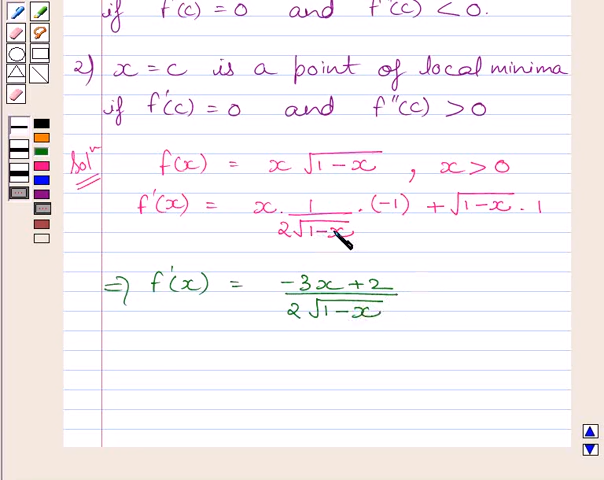 if f'(c) = 0 and f''(c) < 0.
2) x = c is a point of local minima
if f'(c) = 0 and f''(c) > 0
Solⁿ f(x) = x √1-x , x > 0
f'(x) = x. 1/2√1-x . (-1) + √1-x . 1
⇒ f'(x) = -3x+2/2√1-x